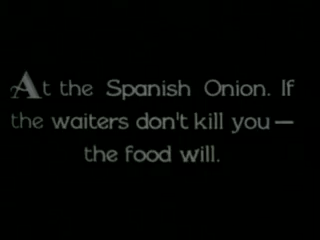 At the Spanish Onion. If
the waiters don't kill you—
the food will.